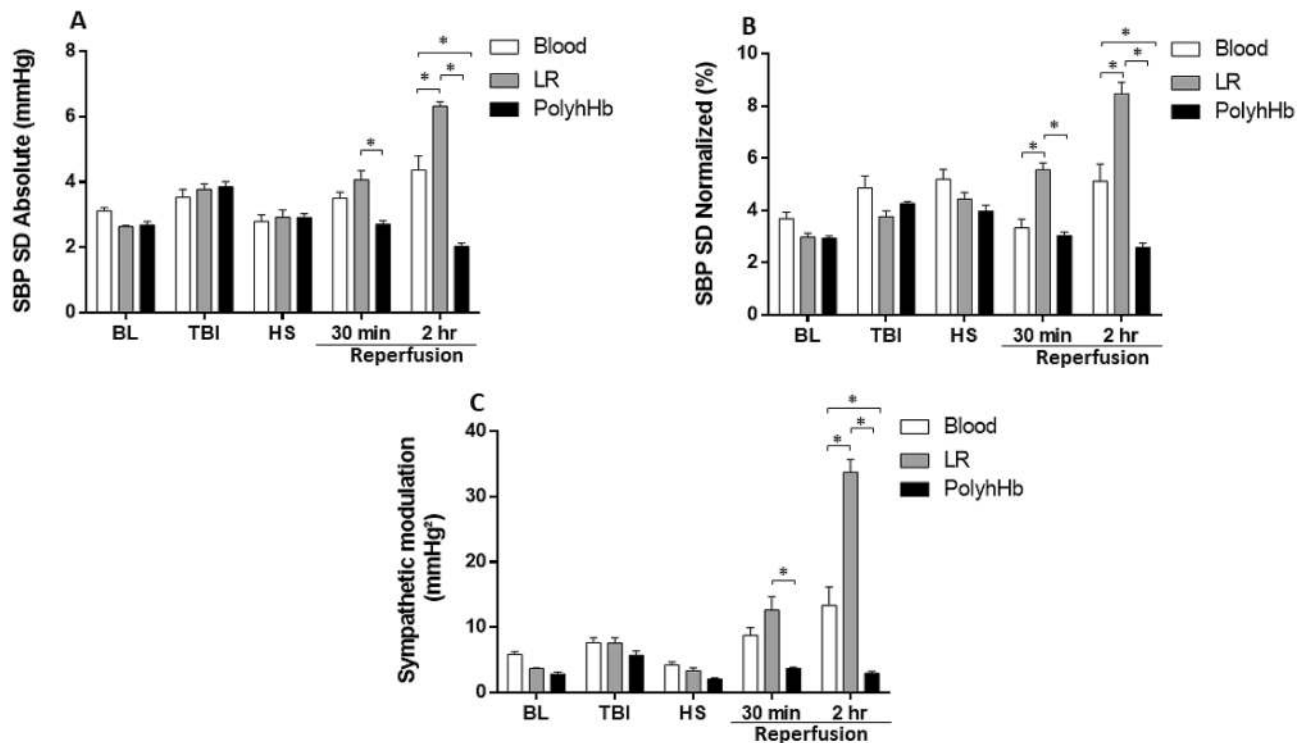 A
SBP SD Absolute (mmHg)
8
6
4
2
0
* 
* *
*
Blood
LR
PolyhHb
BL TBI HS 30 min 2 hr
Reperfusion
B
SBP SD Normalized (%)
10
8
6
4
2
0
*
* *
* *
Blood
LR
PolyhHb
BL TBI HS 30 min 2 hr
Reperfusion
C
Sympathetic modulation
(mmHg²)
40
30
20
10
0
*
* *
*
Blood
LR
PolyhHb
BL TBI HS 30 min 2 hr
Reperfusion